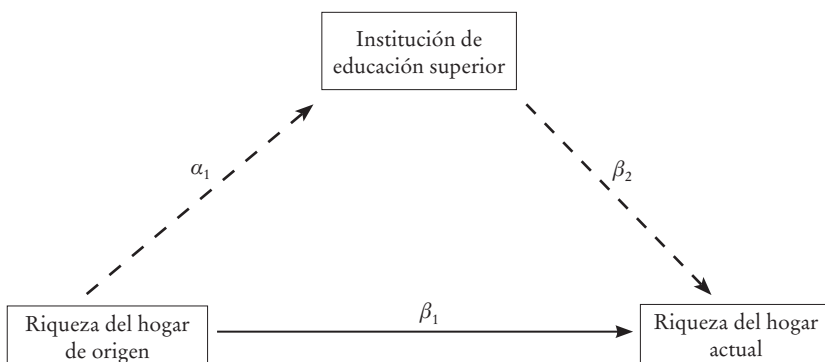 Institución de
educación superior
α₁
β₂
β₁
Riqueza del hogar
de origen
Riqueza del hogar
actual